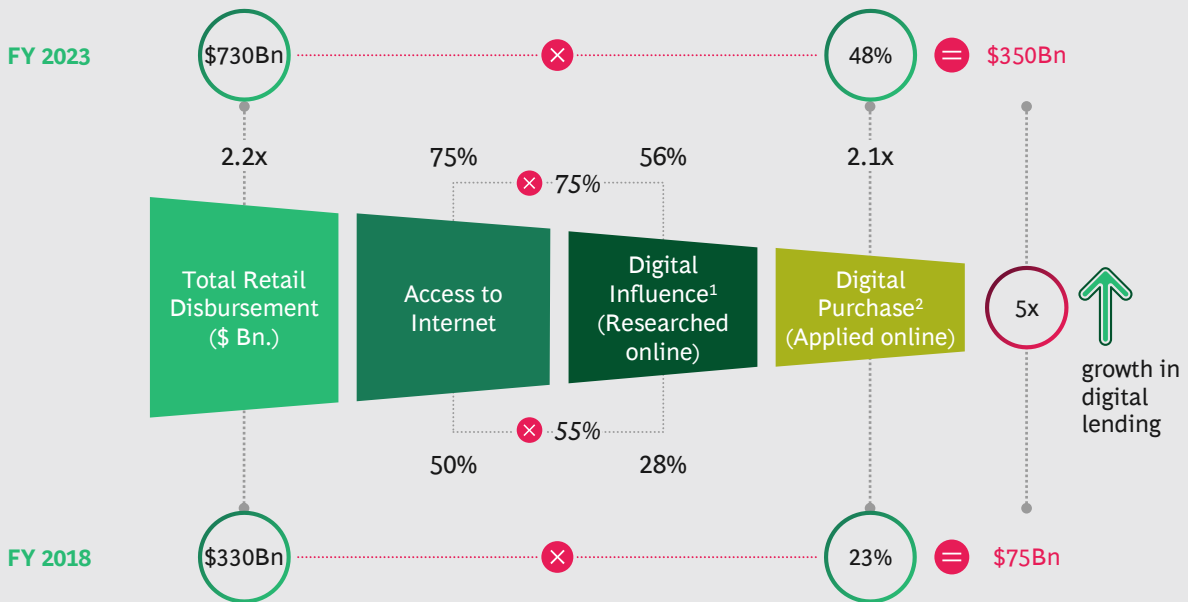 FY 2023
$730Bn
48%
$350Bn
2.2x
75%
56%
2.1x
75%
Total Retail
Disbursement
($ Bn.)
Access to
Internet
Digital
Influence¹
(Researched
online)
Digital
Purchase²
(Applied online)
5x
growth in
digital
lending
55%
50%
28%
FY 2018
$330Bn
23%
$75Bn